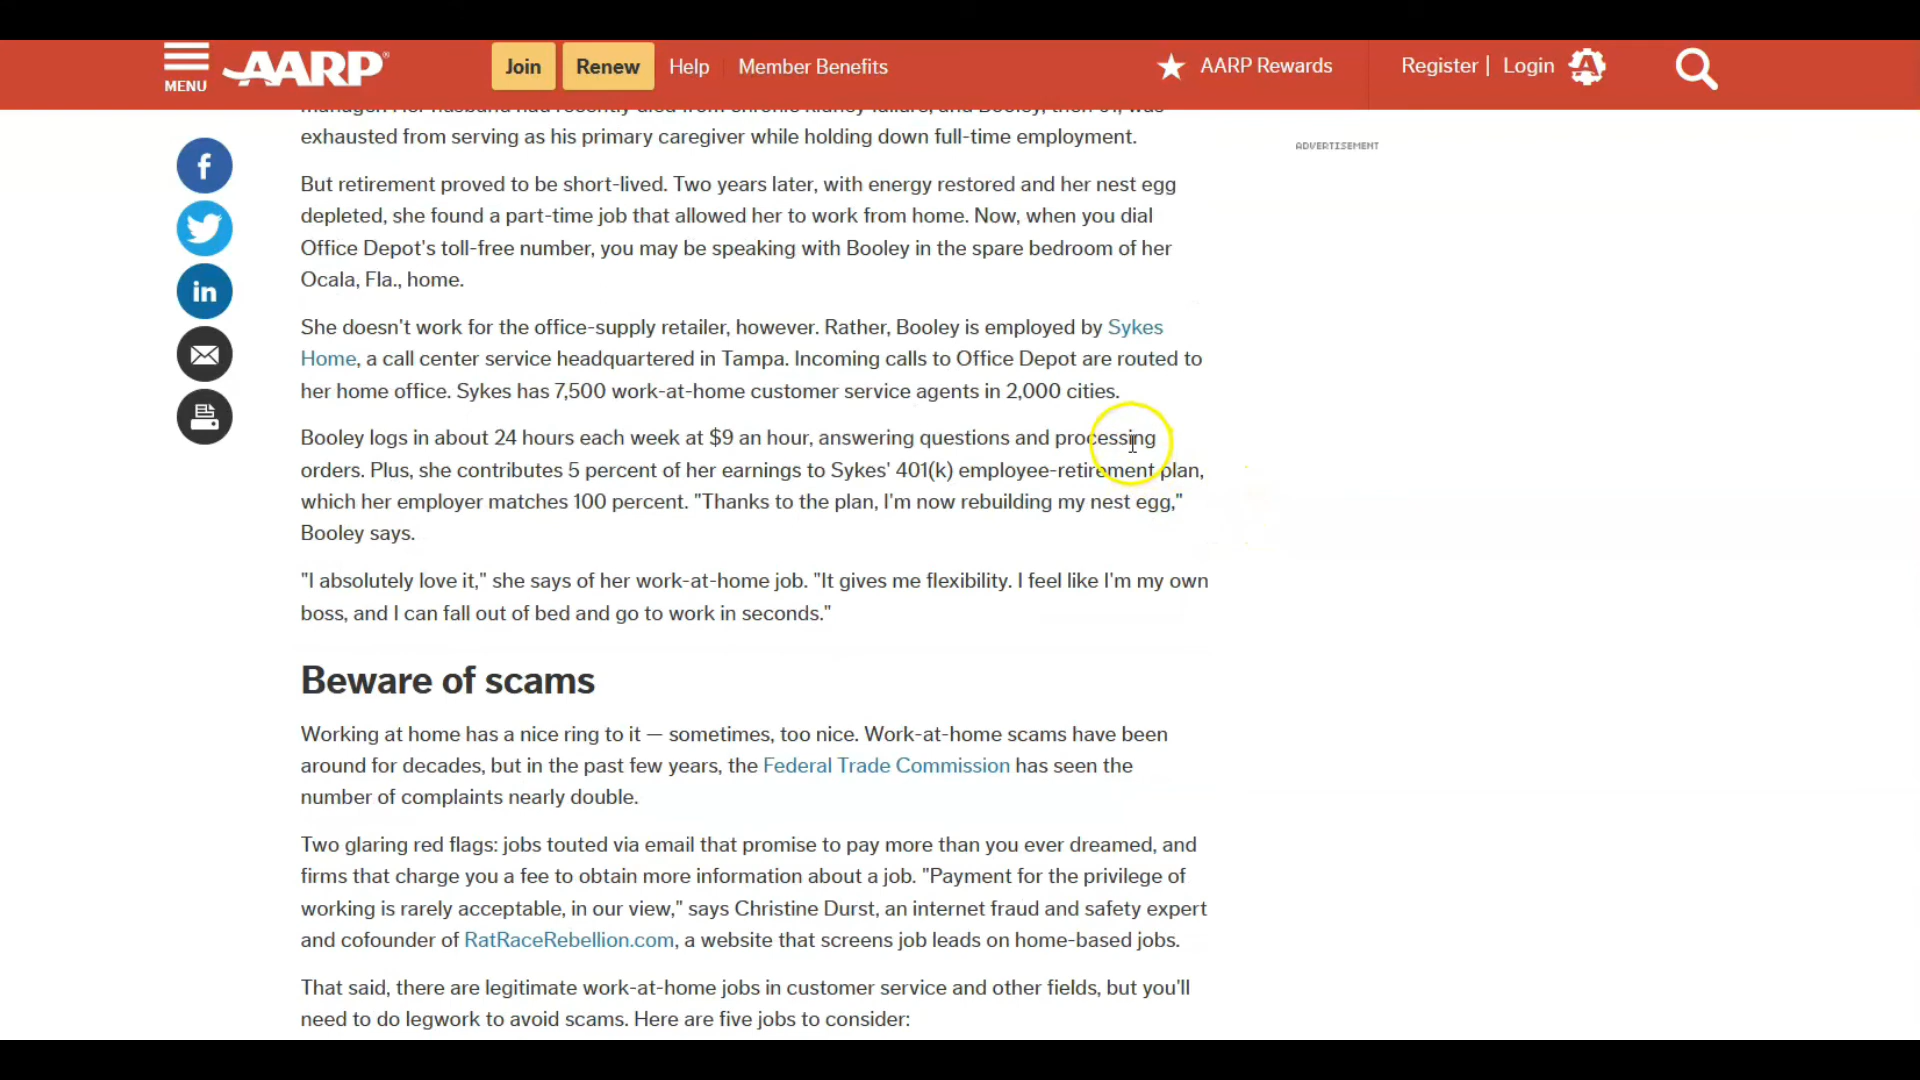 MENU
AARP
Join
Renew
Help
Member Benefits
AARP Rewards
Register |
Login
exhausted from serving as his primary caregiver while holding down full-time employment.
ADVERTISEMENT
But retirement proved to be short-lived. Two years later, with energy restored and her nest egg
depleted, she found a part-time job that allowed her to work from home. Now, when you dial
Office Depot's toll-free number, you may be speaking with Booley in the spare bedroom of her
Ocala, Fla., home.
She doesn't work for the office-supply retailer, however. Rather, Booley is employed by Sykes
Home, a call center service headquartered in Tampa. Incoming calls to Office Depot are routed to
her home office. Sykes has 7,500 work-at-home customer service agents in 2,000 cities.
Booley logs in about 24 hours each week at $9 an hour, answering questions and processing
orders. Plus, she contributes 5 percent of her earnings to Sykes' 401(k) employee-retirement plan,
which her employer matches 100 percent. "Thanks to the plan, I'm now rebuilding my nest egg,"
Booley says.
"I absolutely love it," she says of her work-at-home job. "It gives me flexibility. I feel like I'm my own
boss, and I can fall out of bed and go to work in seconds."
Beware of scams
Working at home has a nice ring to it — sometimes, too nice. Work-at-home scams have been
around for decades, but in the past few years, the Federal Trade Commission has seen the
number of complaints nearly double.
Two glaring red flags: jobs touted via email that promise to pay more than you ever dreamed, and
firms that charge you a fee to obtain more information about a job. "Payment for the privilege of
working is rarely acceptable, in our view," says Christine Durst, an internet fraud and safety expert
and cofounder of RatRaceRebellion.com, a website that screens job leads on home-based jobs.
That said, there are legitimate work-at-home jobs in customer service and other fields, but you'll
need to do legwork to avoid scams. Here are five jobs to consider: